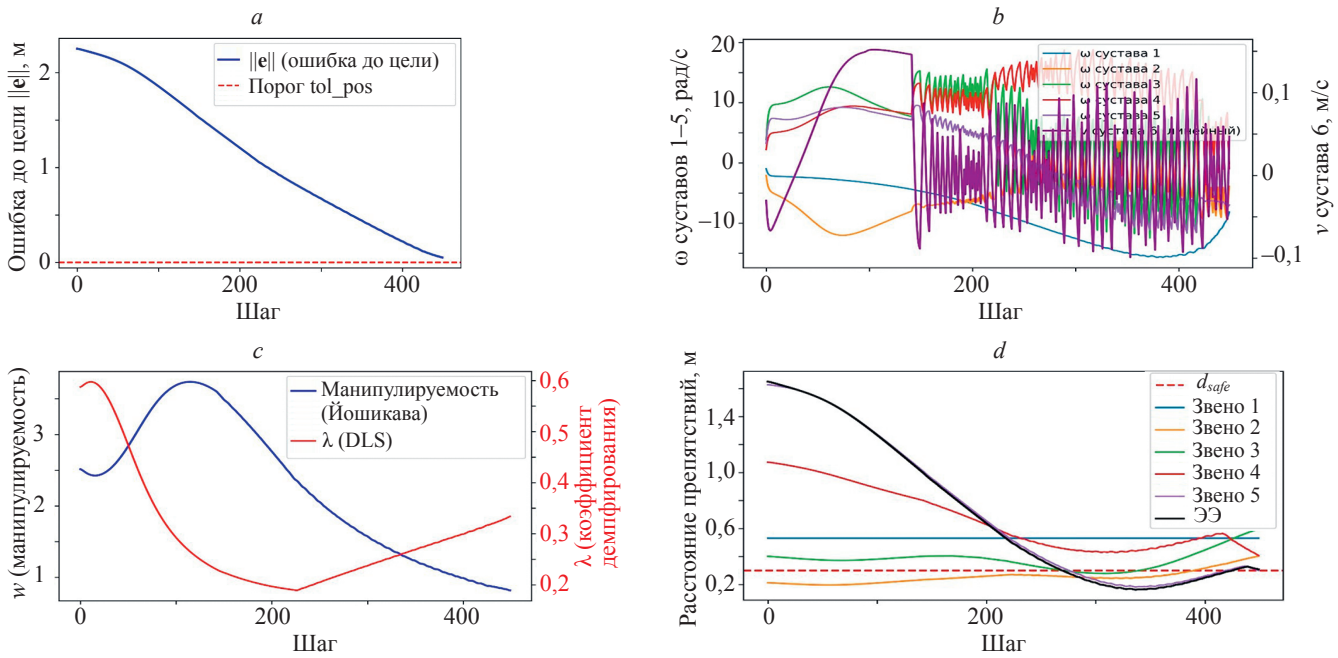 a
Ошибка до цели ||e||, м
2
1
0
||e|| (ошибка до цели)
Порог tol_pos
0
200
400
Шаг
b
ω суставов 1–5, рад/с
20
10
0
–10
ω сустава 1
ω сустава 2
ω сустава 3
ω сустава 4
ω сустава 5
v сустава 6 (линейный)
0,1
0
–0,1
v сустава 6, м/с
0
200
400
Шаг
c
w (манипулируемость)
3
2
1
Манипулируемость
(Йошикава)
λ (DLS)
0,6
0,5
0,4
0,3
0,2
λ (коэффициент
демпфирования)
0
200
400
Шаг
d
Расстояние препятствий, м
1,4
1,0
0,6
0,2
dsafe
Звено 1
Звено 2
Звено 3
Звено 4
Звено 5
ЭЭ
0
200
400
Шаг